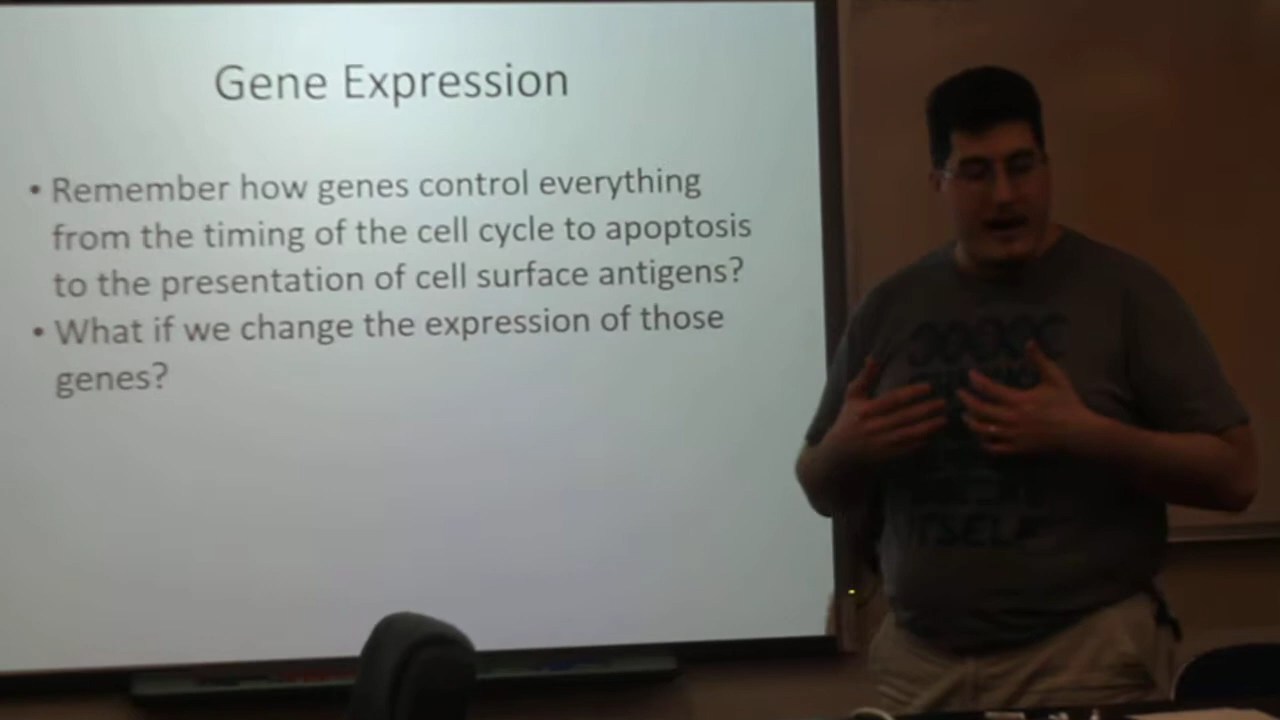 Gene Expression
• Remember how genes control everything
from the timing of the cell cycle to apoptosis
to the presentation of cell surface antigens?
• What if we change the expression of those
genes?
ITSELF